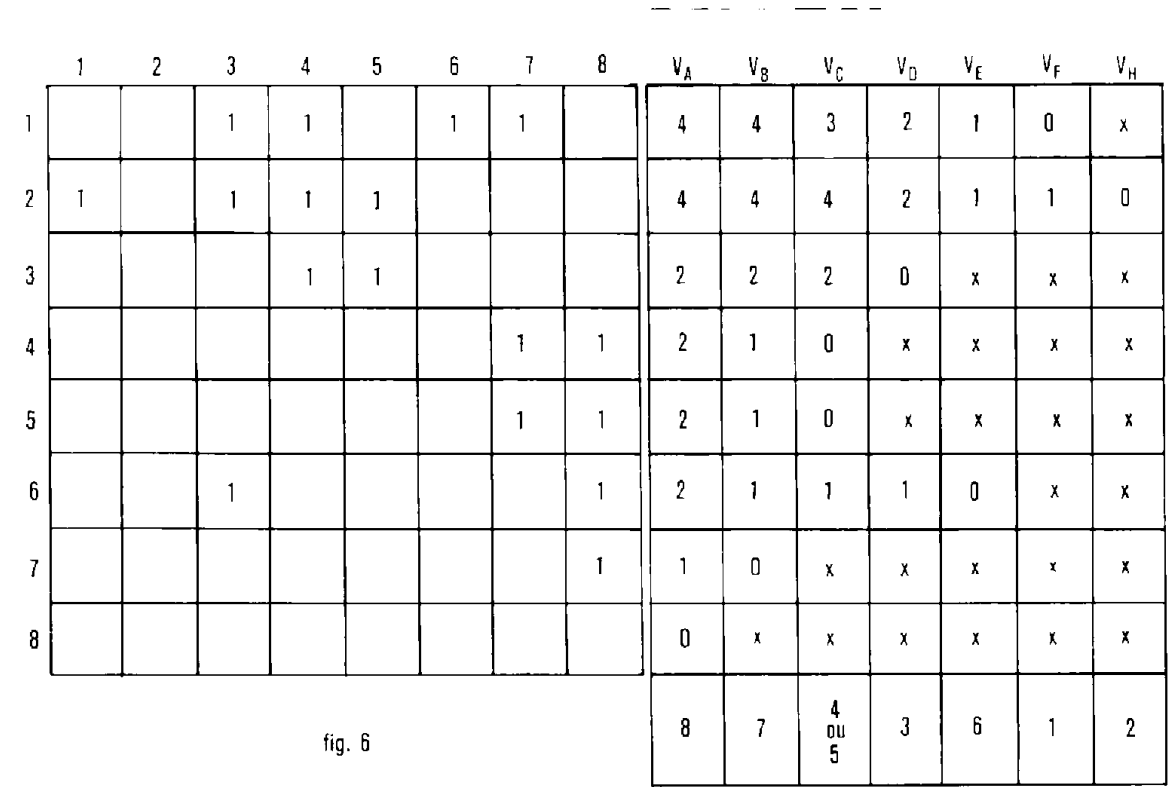 1 2 3 4 5 6 7 8 VA VB VC VD VE VF VH
1 1 1 1 1 4 4 3 2 1 0 x
2 1 1 1 1 4 4 4 2 1 1 0
3 1 1 2 2 2 0 x x x
4 1 1 2 1 0 x x x x
5 1 1 2 1 0 x x x x
6 1 1 2 1 1 1 0 x x
7 1 1 0 x x x x x
8 0 x x x x x x
8 7 4 ou 5 3 6 1 2
fig. 6